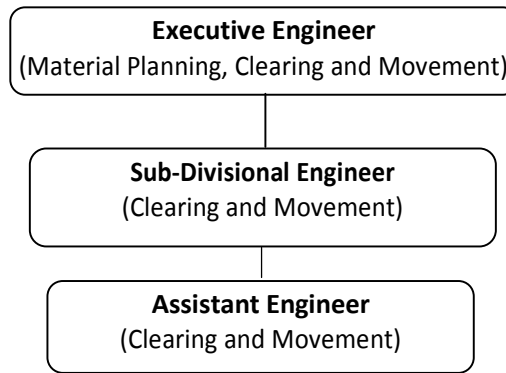 Executive Engineer
(Material Planning, Clearing and Movement)
Sub-Divisional Engineer
(Clearing and Movement)
Assistant Engineer
(Clearing and Movement)